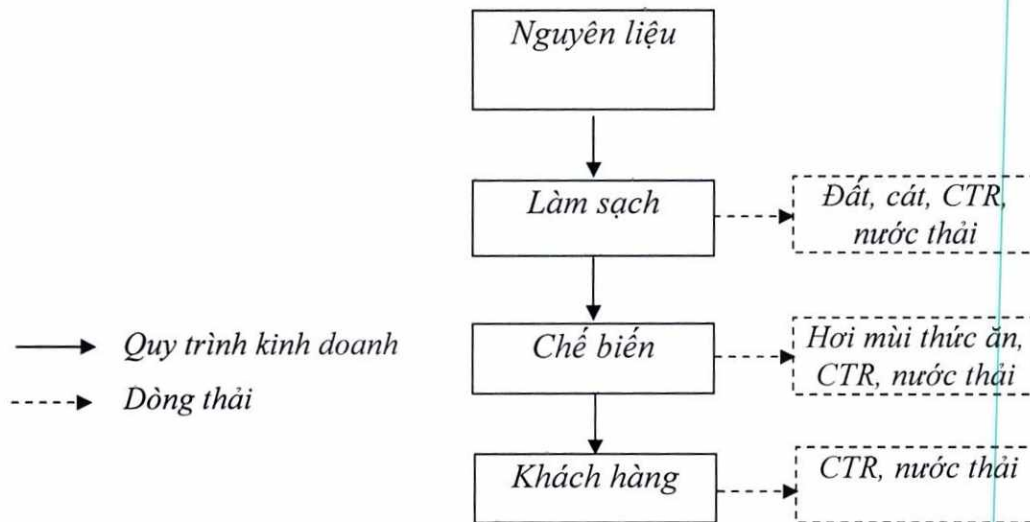 Nguyên liệu
Làm sạch
Đất, cát, CTR,
nước thải
Quy trình kinh doanh
Dòng thải
Chế biến
Hơi mùi thức ăn,
CTR, nước thải
Khách hàng
CTR, nước thải